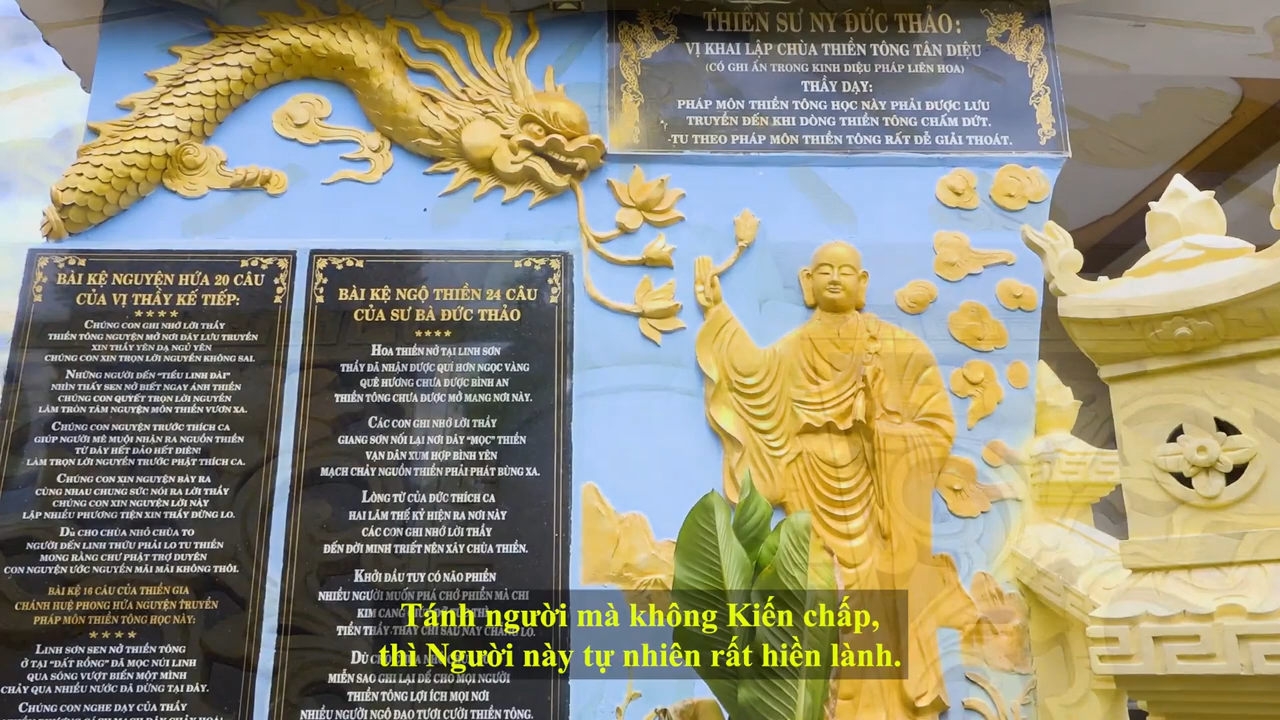 THIỀN SƯ NY ĐỨC THẢO:
VỊ KHAI LẬP CHÙA THIỀN TÔNG TÂN DIỆU
(CÓ GHI ẤN TRONG KINH DIỆU PHÁP LIÊN HOA)
THẦY DẠY:
PHÁP MÔN THIỀN TÔNG HỌC NÀY PHẢI ĐƯỢC LƯU
TRUYỀN ĐẾN KHI DÒNG THIỀN TÔNG CHẤM DỨT.
-TU THEO PHÁP MÔN THIỀN TÔNG RẤT DỄ GIẢI THOÁT.
BÀI KỆ NGUYỆN HỨA 20 CÂU
CỦA VỊ THẦY KẾ TIẾP:
CHÚNG CON GHI NHỚ LỜI THẦY
THIỀN TÔNG NGUYỆN MỞ NƠI ĐÂY LƯU TRUYỀN
XIN THẦY YÊN DẠ NGỦ YÊN
CHÚNG CON XIN TRỌN LỜI NGUYỀN KHÔNG SAI.
NHỮNG NGƯỜI ĐẾN "TIỂU LINH ĐÀI"
NHÌN THẤY SEN NỞ BIẾT NGAY ÁNH THIỀN
CHÚNG CON QUYẾT TRỌN LỜI NGUYỀN
LÀM TRÒN TÂM NGUYỆN MÔN THIỀN VƯƠN XA.
CHÚNG CON NGUYỆN TRƯỚC THÍCH CA
GIÚP NGƯỜI MÊ MUỘI NHẬN RA NGUỒN THIỀN
TỪ ĐÂY HẾT ĐẢO HẾT ĐIÊN!
LÀM TRỌN LỜI NGUYỆN TRƯỚC PHẬT THÍCH CA.
CHÚNG CON XIN NGUYỆN BÀY RA
CÙNG NHAU CHUNG SỨC NÓI RA LỜI THẦY
CHÚNG CON XIN NGUYỆN LỜI NÀY
LẬP NHIỀU PHƯƠNG TIỆN XIN THẦY ĐỪNG LO.
DÙ CHO CHÙA NHỎ CHÙA TO
NGƯỜI ĐẾN LINH THỨU PHẢI LO TU THIỀN
MONG RẰNG CHƯ PHẬT TRỢ DUYÊN
CON NGUYỆN ƯỚC NGUYỀN MÃI MÃI KHÔNG THÔI.
BÀI KỆ 16 CÂU CỦA THIỀN GIA
CHÁNH HUỆ PHONG HỨA NGUYỆN TRUYỀN
PHÁP MÔN THIỀN TÔNG HỌC NÀY:
LINH SƠN SEN NỞ THIỀN TÔNG
Ở TẠI "ĐẤT RỒNG" ĐÃ MỌC NÚI LINH
QUA SÔNG VƯỢT BIỂN MỘT MÌNH
CHẢY QUA NHIỀU NƯỚC ĐÃ DỪNG TẠI ĐÂY.
CHÚNG CON NGHE DẠY CỦA THẦY
BÀI KỆ NGỘ THIỀN 24 CÂU
CỦA SƯ BÀ ĐỨC THẢO
HOA THIỀN NỞ TẠI LINH SƠN
THẦY ĐÃ NHẬN ĐƯỢC QUÍ HƠN NGỌC VÀNG
QUÊ HƯƠNG CHƯA ĐƯỢC BÌNH AN
THIỀN TÔNG CHƯA ĐƯỢC MỞ MANG NƠI NÀY.
CÁC CON GHI NHỚ LỜI THẦY
GIANG SƠN NỐI LẠI NƠI ĐÂY "MỌC" THIỀN
VẠN DÂN XUM HỢP BÌNH YÊN
MẠCH CHẢY NGUỒN THIỀN PHẢI PHÁT BÙNG XA.
LÒNG TỪ CỦA ĐỨC THÍCH CA
HAI LĂM THẾ KỶ HIỆN RA NƠI NÀY
CÁC CON GHI NHỚ LỜI THẦY
ĐẾN ĐỜI MINH TRIẾT NÊN XÂY CHÙA THIỀN.
KHỞI ĐẦU TUY CÓ NÃO PHIỀN
NHIỀU NGƯỜI MUỐN PHÁ CHỚ PHIỀN MÀ CHI
KIM CANG
MIỄN SAO GHI LẠI ĐỂ CHO MỌI NGƯỜI
THIỀN TÔNG LỢI ÍCH MỌI NƠI
NHIỀU NGƯỜI NGỘ ĐẠO TƯƠI CƯỜI THIỀN TÔNG.
Tánh người mà không Kiến chấp,
thì Người này tự nhiên rất hiền lành.